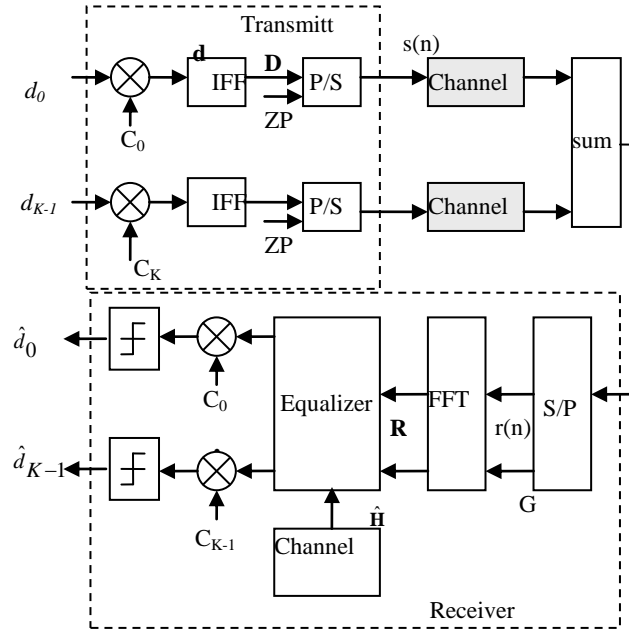 Transmitt
s(n)
d
D
d0
IFF
P/S
Channel
ZP
C0
sum
dK-1
IFF
P/S
Channel
ZP
CK
d̂0
C0
Equalizer
FFT
S/P
R
r(n)
d̂K−1
G
CK-1
Ĥ
Channel
Receiver